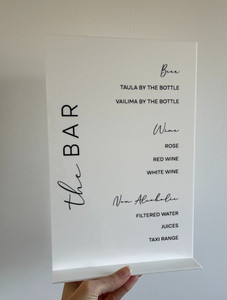 the BAR
Beer
TAULA BY THE BOTTLE
VAILIMA BY THE BOTTLE
Wine
ROSE
RED WINE
WHITE WINE
Non Alcoholic
FILTERED WATER
JUICES
TAXI RANGE